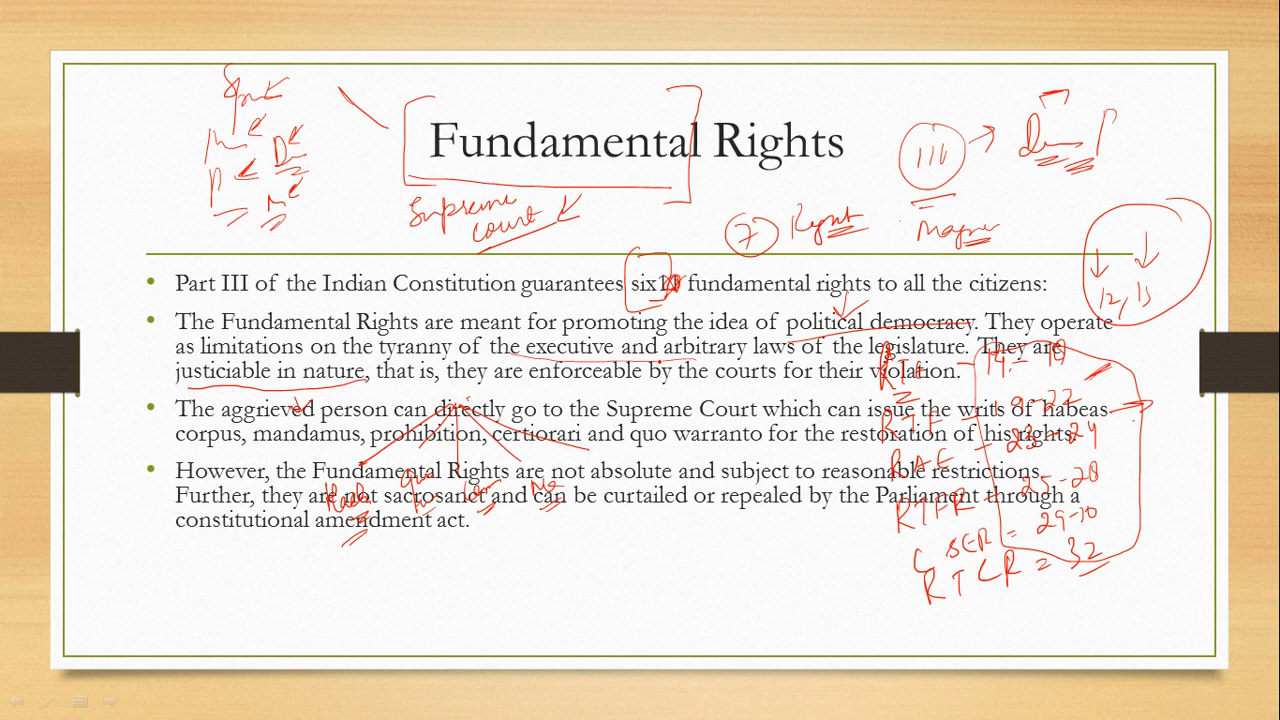 Fundamental Rights
III
Supreme
court
7 Right
12, 13
• Part III of the Indian Constitution guarantees six fundamental rights to all the citizens:
• The Fundamental Rights are meant for promoting the idea of political democracy. They operate
as limitations on the tyranny of the executive and arbitrary laws of the legislature. They are
justiciable in nature, that is, they are enforceable by the courts for their violation.
RTE - 14 - 18
• The aggrieved person can directly go to the Supreme Court which can issue the writs of habeas
corpus, mandamus, prohibition, certiorari and quo warranto for the restoration of his rights.
RTF - 19-22
RAE - 23-24
• However, the Fundamental Rights are not absolute and subject to reasonable restrictions.
Further, they are not sacrosanct and can be curtailed or repealed by the Parliament through a
constitutional amendment act.
RTFR 25-28
29-30
RTCR = 32